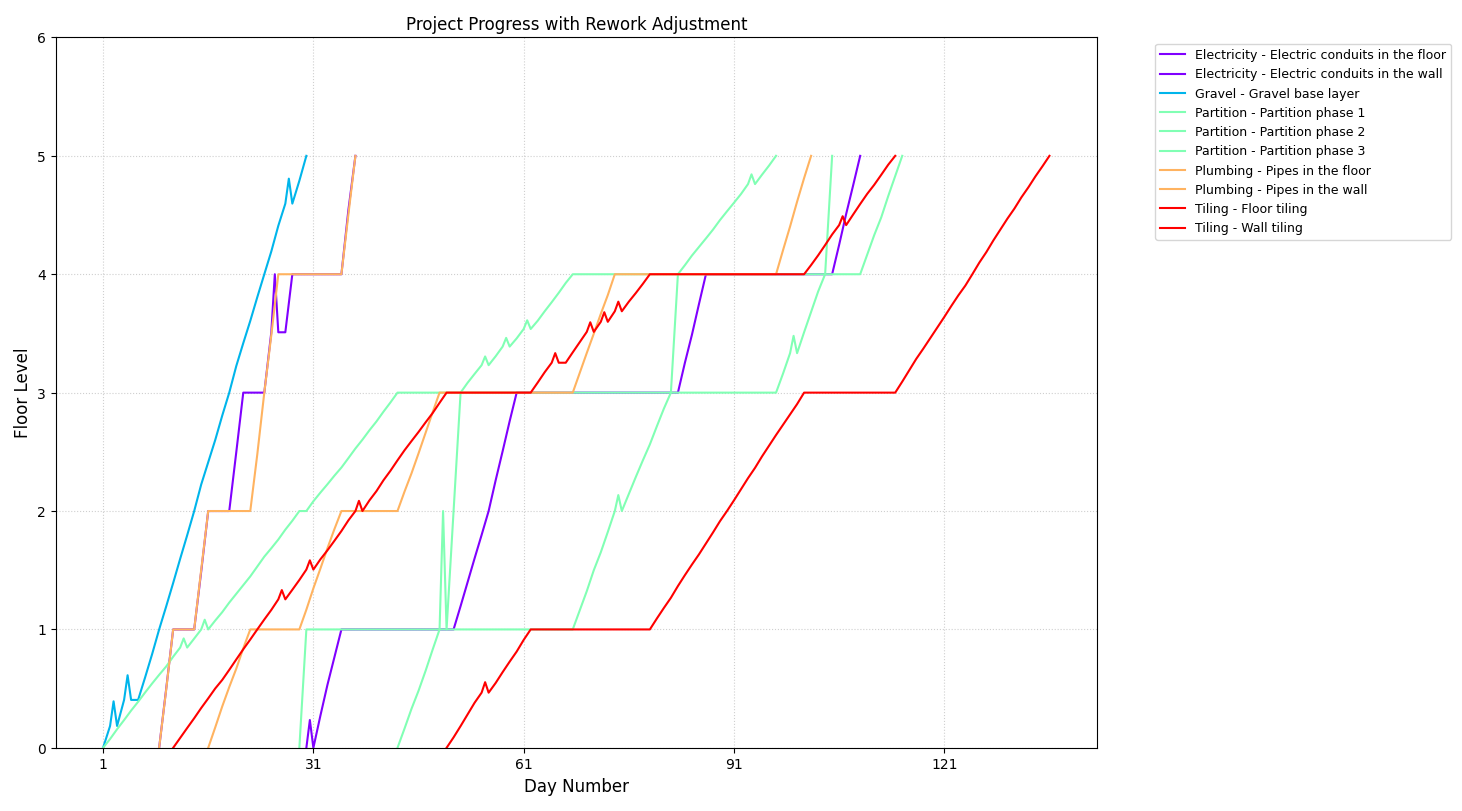 Project Progress with Rework Adjustment
6
5
4
3
2
1
0
Floor Level
1 31 61 91 121
Day Number
Electricity - Electric conduits in the floor
Electricity - Electric conduits in the wall
Gravel - Gravel base layer
Partition - Partition phase 1
Partition - Partition phase 2
Partition - Partition phase 3
Plumbing - Pipes in the floor
Plumbing - Pipes in the wall
Tiling - Floor tiling
Tiling - Wall tiling